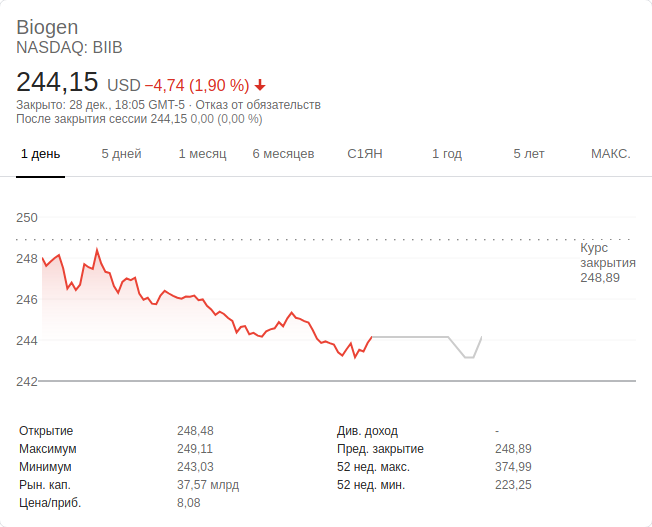 Biogen
NASDAQ: BIIB
244,15 USD −4,74 (1,90 %)
Закрыто: 28 дек., 18:05 GMT-5 · Отказ от обязательств
После закрытия сессии 244,15 0,00 (0,00 %)
1 день 5 дней 1 месяц 6 месяцев С1ЯН 1 год 5 лет МАКС.
250
248
246
244
242
Курс
закрытия
248,89
Открытие 248,48 Див. доход -
Максимум 249,11 Пред. закрытие 248,89
Минимум 243,03 52 нед. макс. 374,99
Рын. кап. 37,57 млрд 52 нед. мин. 223,25
Цена/приб. 8,08